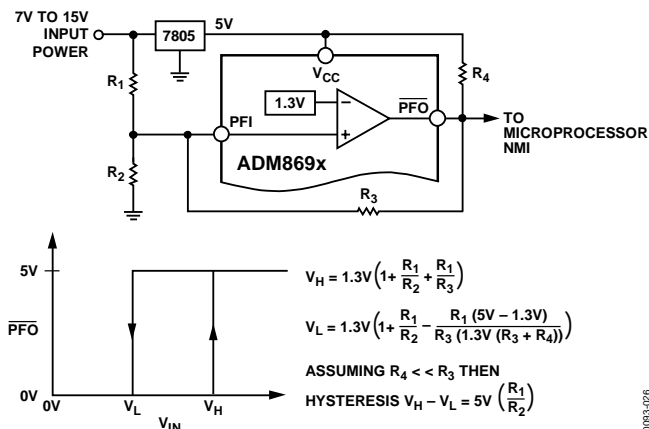 7V TO 15V
INPUT
POWER
7805
5V
R1
R2
VCC
R4
1.3V
−
+
PFO
PFI
ADM869x
R3
TO
MICROPROCESSOR
NMI
5V
PFO
0V
0V
VL
VH
VIN
VH = 1.3V (1+ R1/R2 + R1/R3)
VL = 1.3V (1+ R1/R2 − R1 (5V – 1.3V)/R3 (1.3V (R3 + R4)))
ASSUMING R4 << R3 THEN
HYSTERESIS VH – VL = 5V (R1/R2)